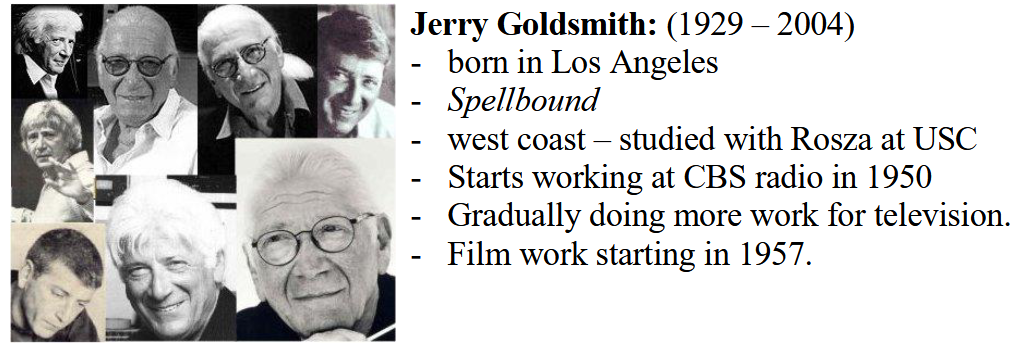 Jerry Goldsmith: (1929 – 2004)
- born in Los Angeles
- Spellbound
- west coast – studied with Rosza at USC
- Starts working at CBS radio in 1950
- Gradually doing more work for television.
- Film work starting in 1957.